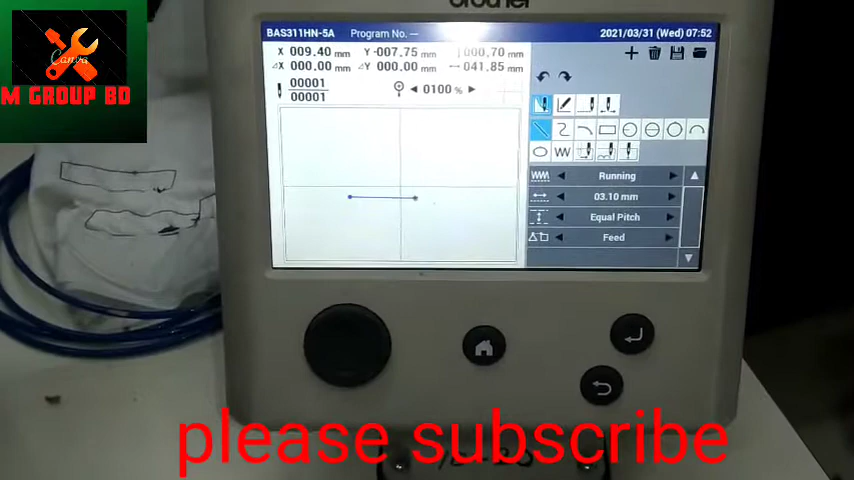 brother
BAS311HN-5A Program No.— 2021/03/31 (Wed) 07:52
X 009.40 mm Y -007.75 mm 000.70 mm
⊿X 000.00 mm ⊿Y 000.00 mm 041.85 mm
00001
00001
0100 %
Running
03.10 mm
Equal Pitch
Feed
Canva
M GROUP BD
please subscribe